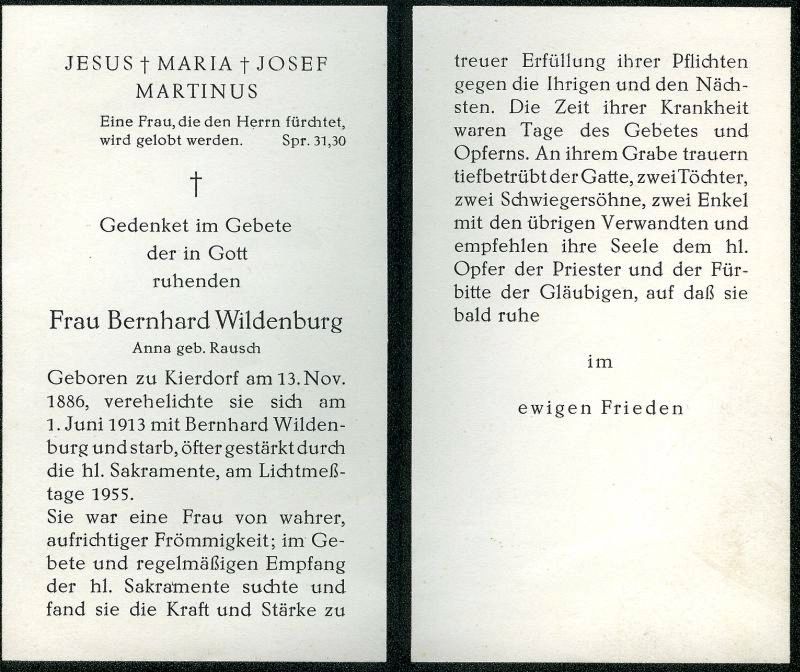 JESUS † MARIA † JOSEF
MARTINUS
Eine Frau, die den Herrn fürchtet,
wird gelobt werden. Spr. 31,30
†
Gedenket im Gebete
der in Gott
ruhenden
Frau Bernhard Wildenburg
Anna geb. Rausch
Geboren zu Kierdorf am 13. Nov.
1886, verehelichte sie sich am
1. Juni 1913 mit Bernhard Wilden-
burg und starb, öfter gestärkt durch
die hl. Sakramente, am Lichtmeß-
tage 1955.
Sie war eine Frau von wahrer,
aufrichtiger Frömmigkeit; im Ge-
bete und regelmäßigen Empfang
der hl. Sakramente suchte und
fand sie die Kraft und Stärke zu
treuer Erfüllung ihrer Pflichten
gegen die Ihrigen und den Näch-
sten. Die Zeit ihrer Krankheit
waren Tage des Gebetes und
Opferns. An ihrem Grabe trauern
tiefbetrübt der Gatte, zwei Töchter,
zwei Schwiegersöhne, zwei Enkel
mit den übrigen Verwandten und
empfehlen ihre Seele dem hl.
Opfer der Priester und der Für-
bitte der Gläubigen, auf daß sie
bald ruhe
im
ewigen Frieden